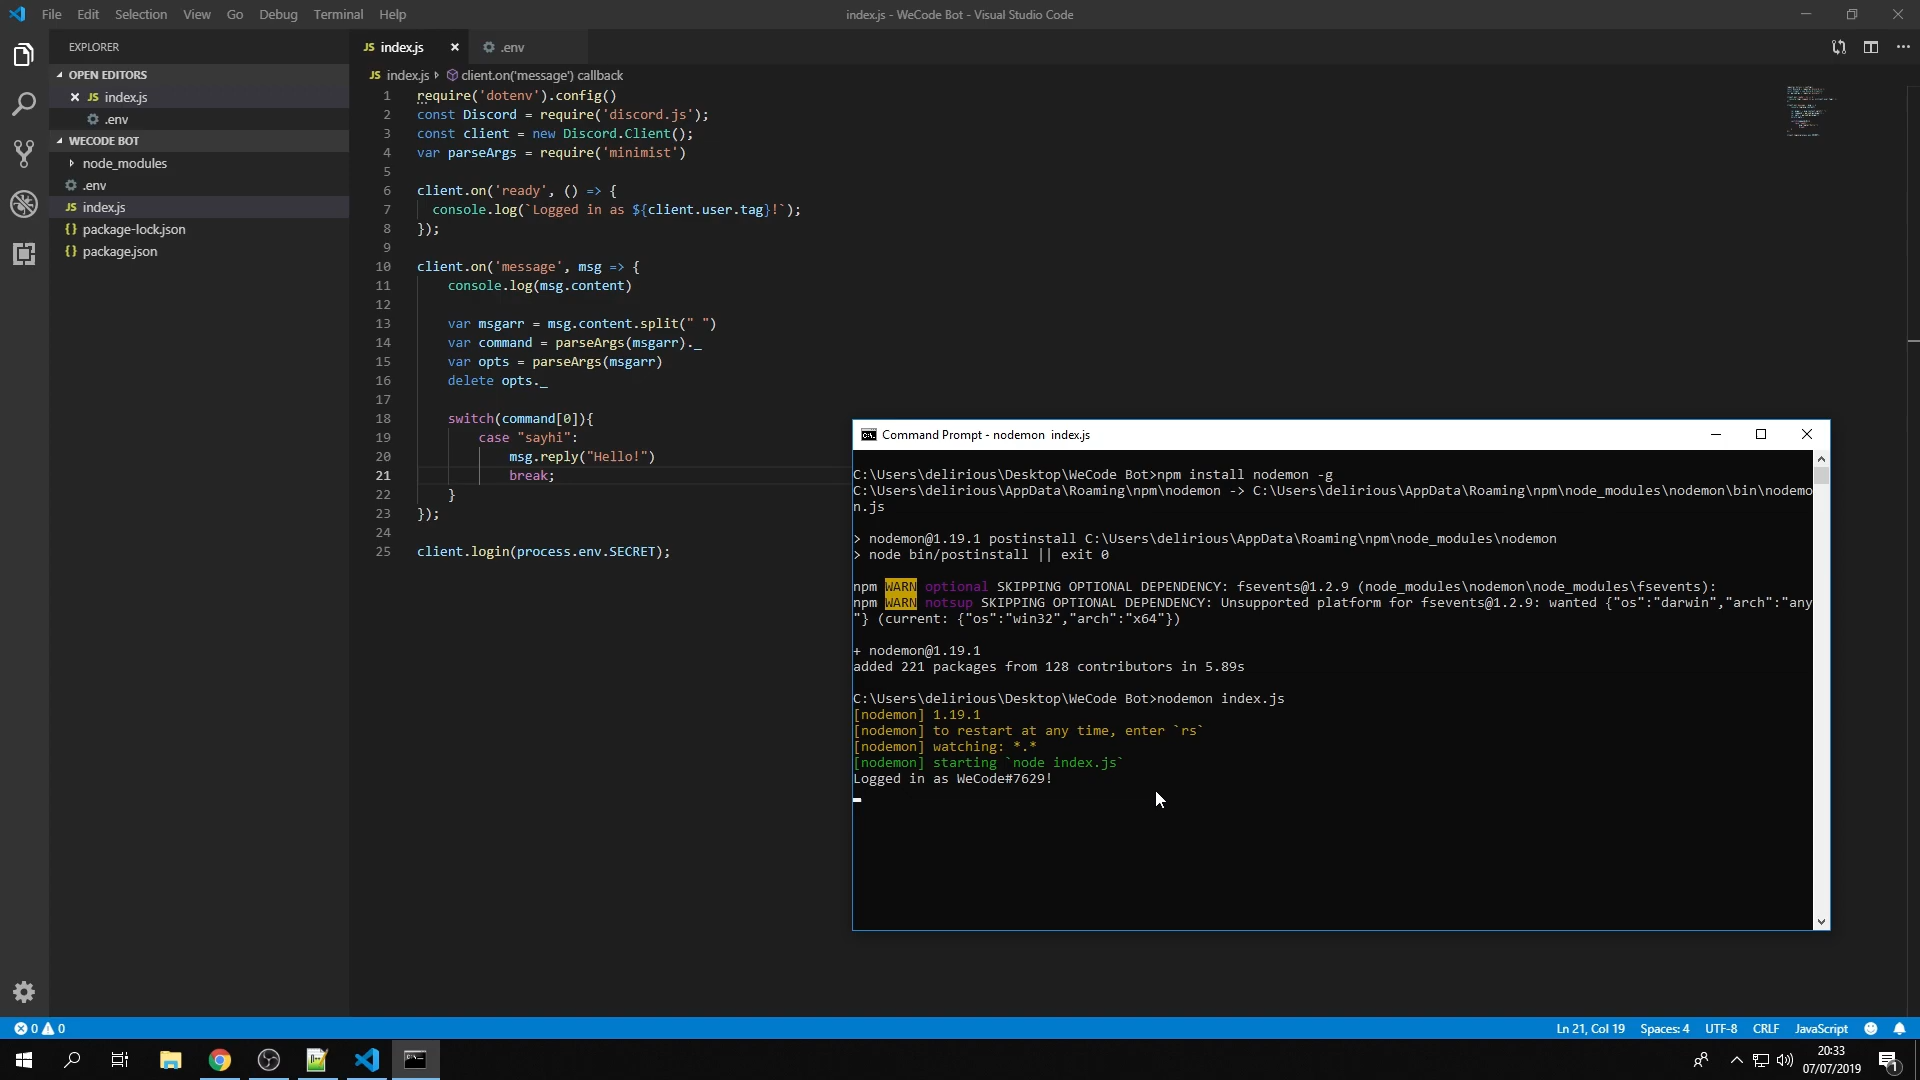 File Edit Selection View Go Debug Terminal Help
index.js - WeCode Bot - Visual Studio Code
EXPLORER
OPEN EDITORS
JS index.js
.env
WECODE BOT
node_modules
.env
JS index.js
{} package-lock.json
{} package.json
JS index.js
.env
JS index.js client.on('message') callback
1 require('dotenv').config()
2 const Discord = require('discord.js');
3 const client = new Discord.Client();
4 var parseArgs = require('minimist')
5
6 client.on('ready', () => {
7 console.log(`Logged in as ${client.user.tag}!`);
8 });
9
10 client.on('message', msg => {
11 console.log(msg.content)
12
13 var msgarr = msg.content.split(" ")
14 var command = parseArgs(msgarr)._
15 var opts = parseArgs(msgarr)
16 delete opts._
17
18 switch(command[0]){
19 case "sayhi":
20 msg.reply("Hello!")
21 break;
22 }
23 });
24
25 client.login(process.env.SECRET);
Command Prompt - nodemon  index.js
C:\Users\delirious\Desktop\WeCode Bot>npm install nodemon -g
C:\Users\delirious\AppData\Roaming\npm\nodemon -> C:\Users\delirious\AppData\Roaming\npm\node_modules\nodemon\bin\nodemo
n.js
> nodemon@1.19.1 postinstall C:\Users\delirious\AppData\Roaming\npm\node_modules\nodemon
> node bin/postinstall || exit 0
npm WARN optional SKIPPING OPTIONAL DEPENDENCY: fsevents@1.2.9 (node_modules\nodemon\node_modules\fsevents):
npm WARN notsup SKIPPING OPTIONAL DEPENDENCY: Unsupported platform for fsevents@1.2.9: wanted {"os":"darwin","arch":"any
"} (current: {"os":"win32","arch":"x64"})
+ nodemon@1.19.1
added 221 packages from 128 contributors in 5.89s
C:\Users\delirious\Desktop\WeCode Bot>nodemon index.js
[nodemon] 1.19.1
[nodemon] to restart at any time, enter `rs`
[nodemon] watching: *.*
[nodemon] starting `node index.js`
Logged in as WeCode#7629!
0 0
Ln 21, Col 19 Spaces: 4 UTF-8 CRLF JavaScript
20:33
07/07/2019
1